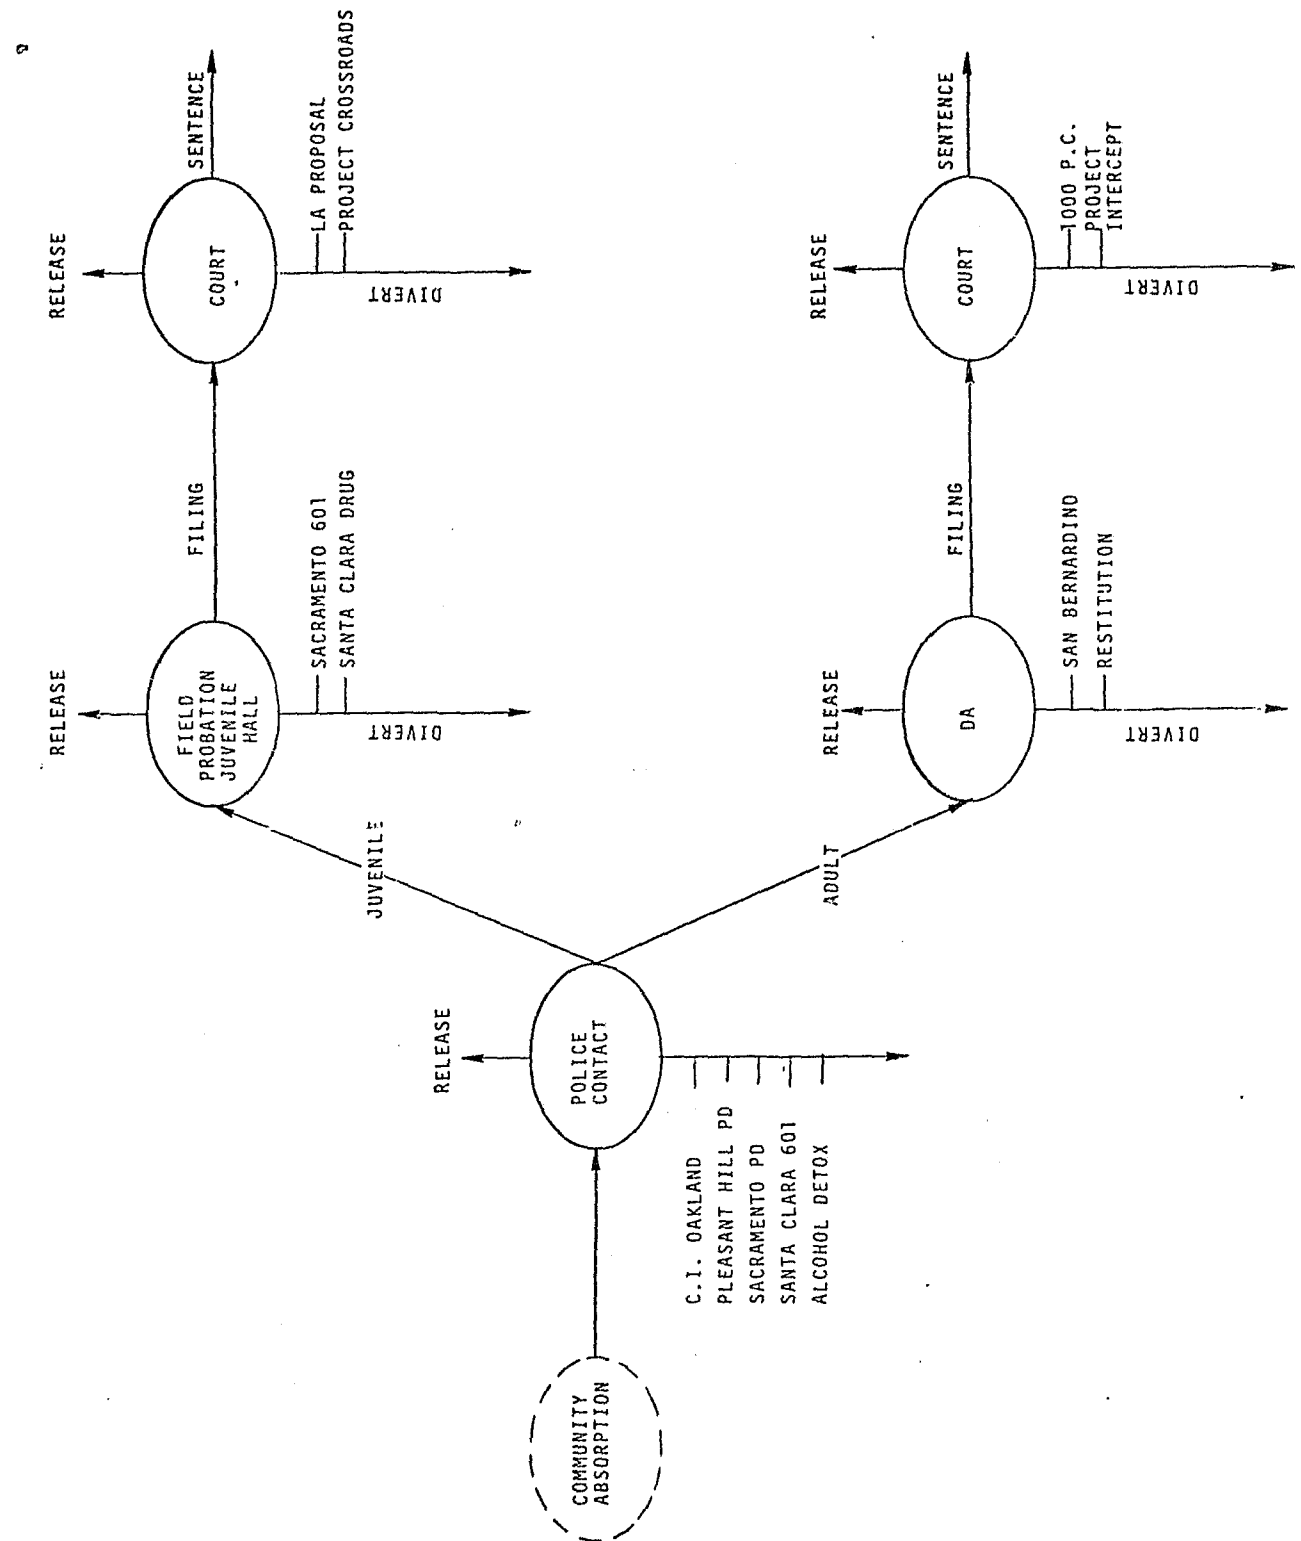 COMMUNITY
ABSORPTION
RELEASE
POLICE
CONTACT
C.I. OAKLAND
PLEASANT HILL PD
SACRAMENTO PD
SANTA CLARA 601
ALCOHOL DETOX
JUVENILE
RELEASE
FIELD
PROBATION
JUVENILE
HALL
SACRAMENTO 601
SANTA CLARA DRUG
DIVERT
FILING
RELEASE
COURT
SENTENCE
LA PROPOSAL
PROJECT CROSSROADS
DIVERT
ADULT
RELEASE
DA
SAN BERNARDINO
RESTITUTION
DIVERT
FILING
RELEASE
COURT
SENTENCE
1000 P.C.
PROJECT
INTERCEPT
DIVERT